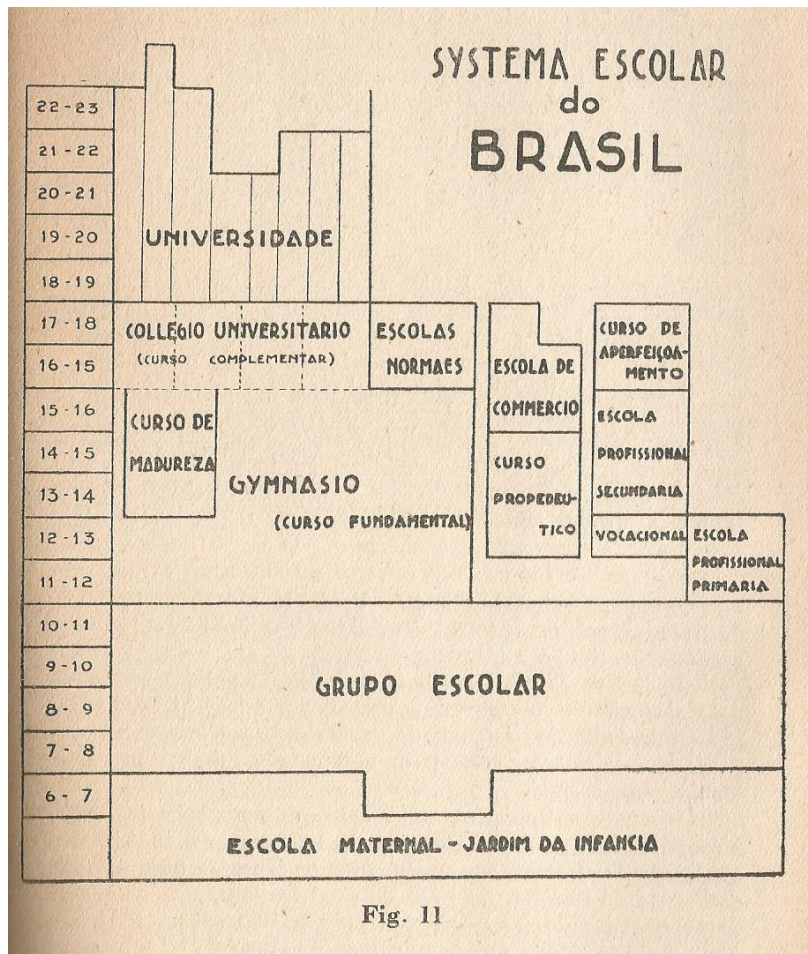 SYSTEMA ESCOLAR
do
BRASIL
22-23
21-22
20-21
19-20
18-19
17-18
16-15
15-16
14-15
13-14
12-13
11-12
10-11
9-10
8-9
7-8
6-7
UNIVERSIDADE
COLLEGIO UNIVERSITARIO
(CURSO COMPLEMENTAR)
ESCOLAS
NORMAES
CURSO DE
MADUREZA
GYMNASIO
(CURSO FUNDAMENTAL)
ESCOLA DE
COMMERCIO
CURSO
PROPEDEU-
TICO
CURSO DE
APERFEIÇOA-
MENTO
ESCOLA
PROFISSIONAL
SECUNDARIA
VOCACIONAL
ESCOLA
PROFISSIONAL
PRIMARIA
GRUPO ESCOLAR
ESCOLA MATERNAL - JARDIM DA INFANCIA
Fig. 11